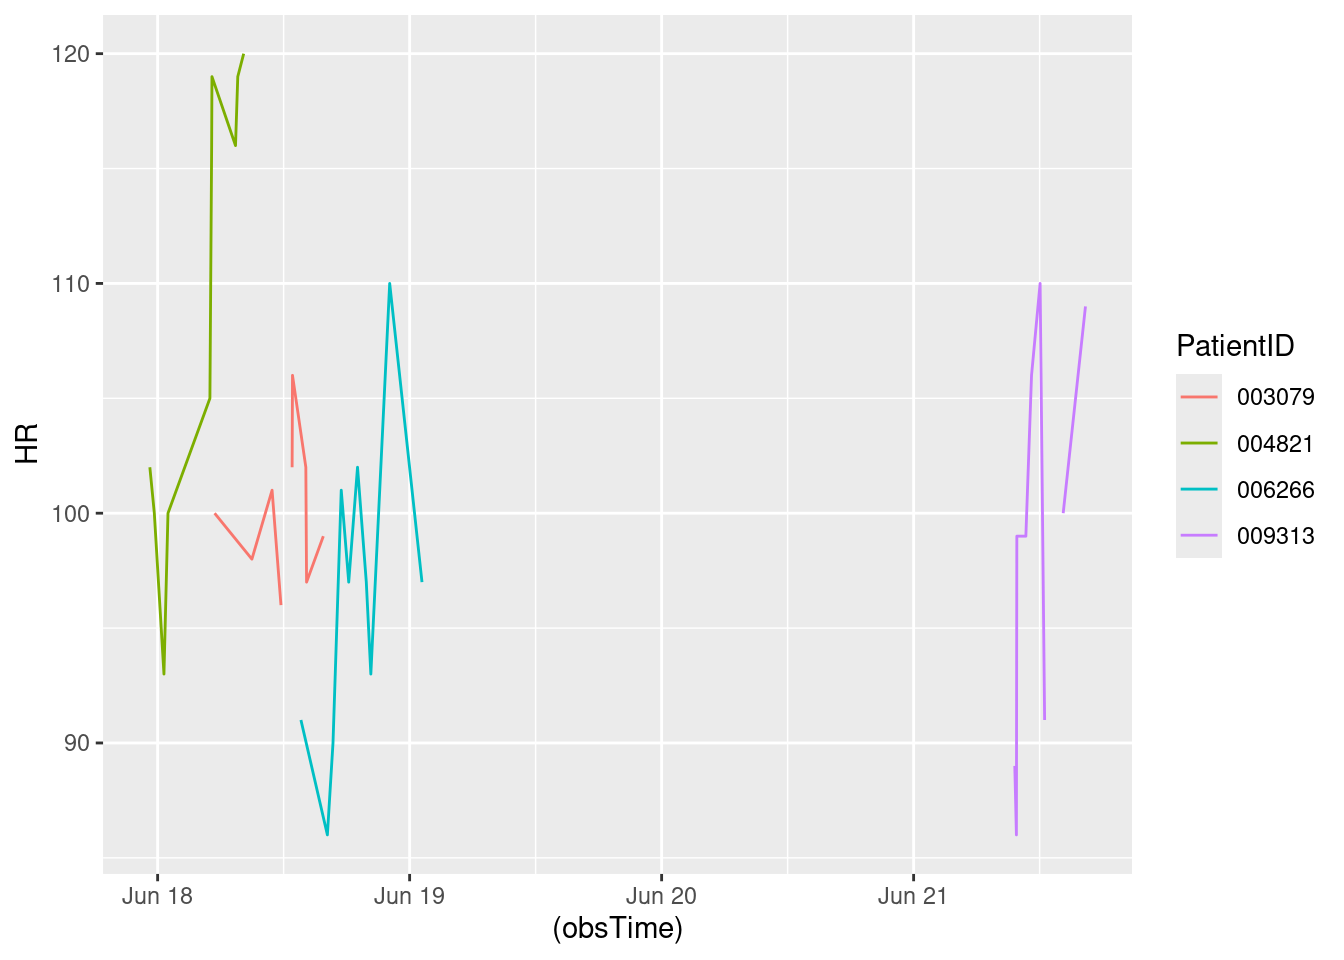 120
110
100
90
HR
Jun 18
Jun 19
Jun 20
Jun 21
(obsTime)
PatientID
003079
004821
006266
009313